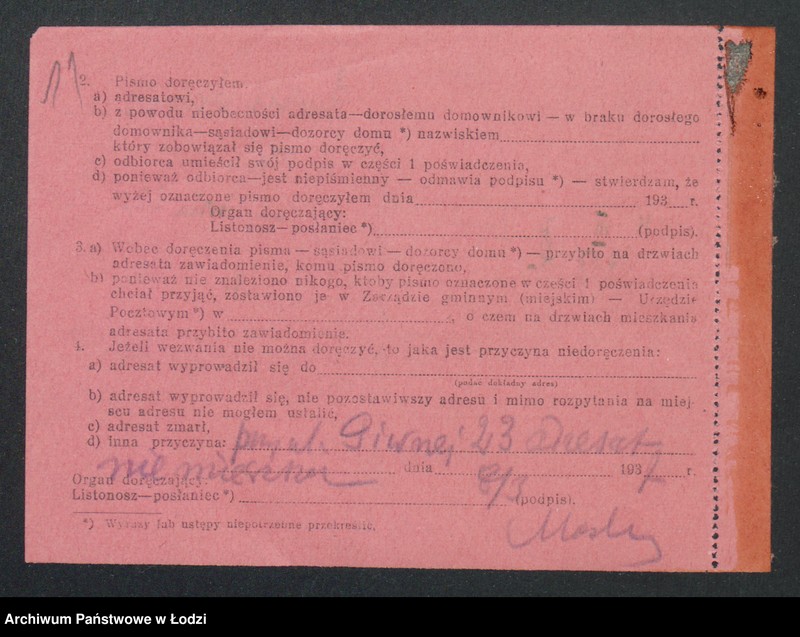 2. Pismo doręczyłem.
a) adresatowi,
b) z powodu nieobecności adresata—dorosłemu domownikowi — w braku dorosłego
domownika—sąsiadowi—dozorcy domu *) nazwiskiem
który zobowiązał się pismo doręczyć,
c) odbiorca umieścił swój podpis w części 1 poświadczenia,
d) ponieważ odbiorca—jest niepiśmienny — odmawia podpisu *) — stwierdzam, że
wyżej oznaczone pismo doręczyłem dnia 193 r.
Organ doręczający:
Listonosz— posłaniec *) (podpis).
3. a) Wobec doręczenia pisma — sąsiadowi — dozorcy domu *) — przybito na drzwiach
adresata zawiadomienie, komu pismo doręczono,
b) ponieważ nie znaleziono nikogo, ktoby pismo oznaczone w części 1 poświadczenia
chciał przyjąć, zostawiono je w Zarządzie gminnym (miejskim) — Urzędzie
Pocztowym *) w , o czem na drzwiach mieszkania
adresata przybito zawiadomienie.
4. Jeżeli wezwania nie można doręczyć, to jaka jest przyczyna niedoręczenia:
a) adresat wyprowadził się do
(podać dokładny adres)
b) adresat wyprowadził się, nie pozostawiwszy adresu i mimo rozpytania na miej-
scu adresu nie mogłem ustalić,
c) adresat zmarł,
d) inna przyczyna: przy ul. Siwnej 23 adresat
nie mieszka dnia 193 r.
Organ doręczający:
Listonosz—posłaniec *) (podpis).
*) Wyrazy lub ustępy niepotrzebne przekreślić.
Archiwum Państwowe w Łodzi